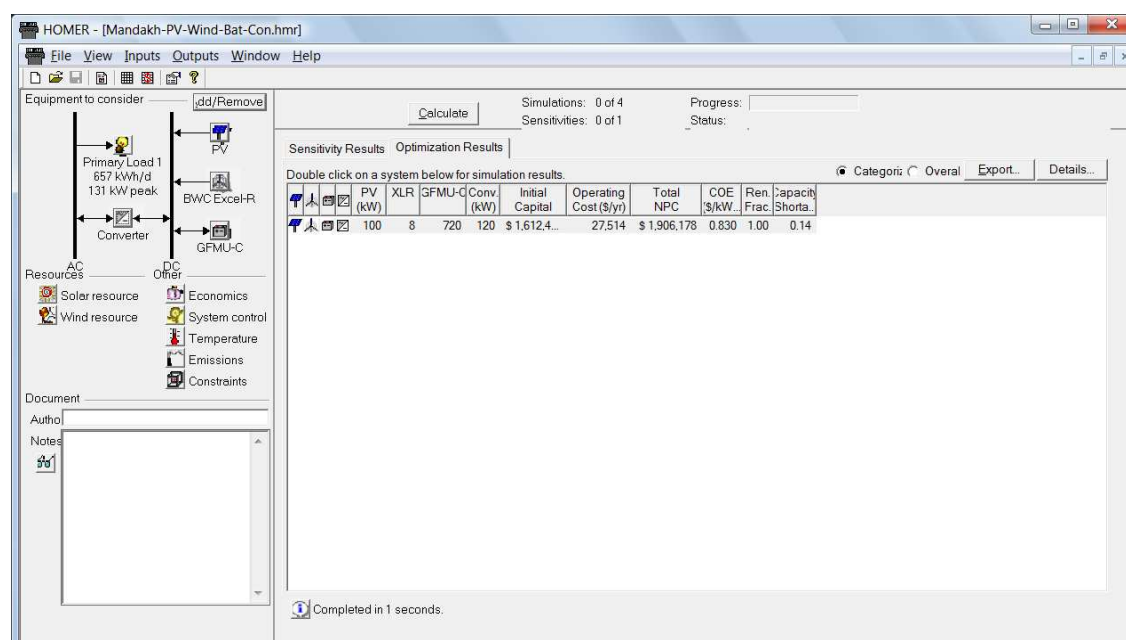 HOMER - [Mandakh-PV-Wind-Bat-Con.hmr]
File View Inputs Outputs Window Help
Equipment to consider
dd/Remove
Primary Load 1
657 kWh/d
131 kW peak
Converter
PV
BWC Excel-R
GFMU-C
AC
DC
Resources
Other
Solar resource
Wind resource
Economics
System control
Temperature
Emissions
Constraints
Document
Autho
Notes
Calculate
Simulations: 0 of 4
Sensitivities: 0 of 1
Progress:
Status:
Sensitivity Results
Optimization Results
Double click on a system below for simulation results.
Categoriz
Overal
Export...
Details...
PV (kW) XLR GFMU-C Conv. (kW) Initial Capital Operating Cost ($/yr) Total NPC COE ($/kW... Ren. Frac. Capacity Shorta...
100 8 720 120 $ 1,612,4... 27,514 $ 1,906,178 0.830 1.00 0.14
Completed in 1 seconds.